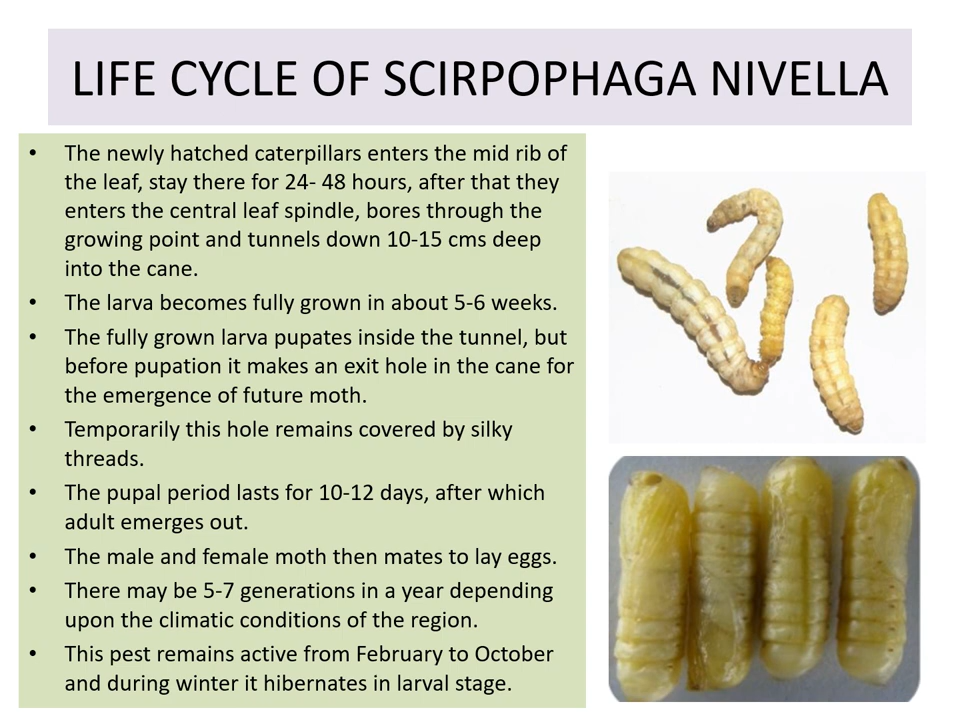 LIFE CYCLE OF SCIRPOPHAGA NIVELLA
• The newly hatched caterpillars enters the mid rib of
the leaf, stay there for 24- 48 hours, after that they
enters the central leaf spindle, bores through the
growing point and tunnels down 10-15 cms deep
into the cane.
• The larva becomes fully grown in about 5-6 weeks.
• The fully grown larva pupates inside the tunnel, but
before pupation it makes an exit hole in the cane for
the emergence of future moth.
• Temporarily this hole remains covered by silky
threads.
• The pupal period lasts for 10-12 days, after which
adult emerges out.
• The male and female moth then mates to lay eggs.
• There may be 5-7 generations in a year depending
upon the climatic conditions of the region.
• This pest remains active from February to October
and during winter it hibernates in larval stage.